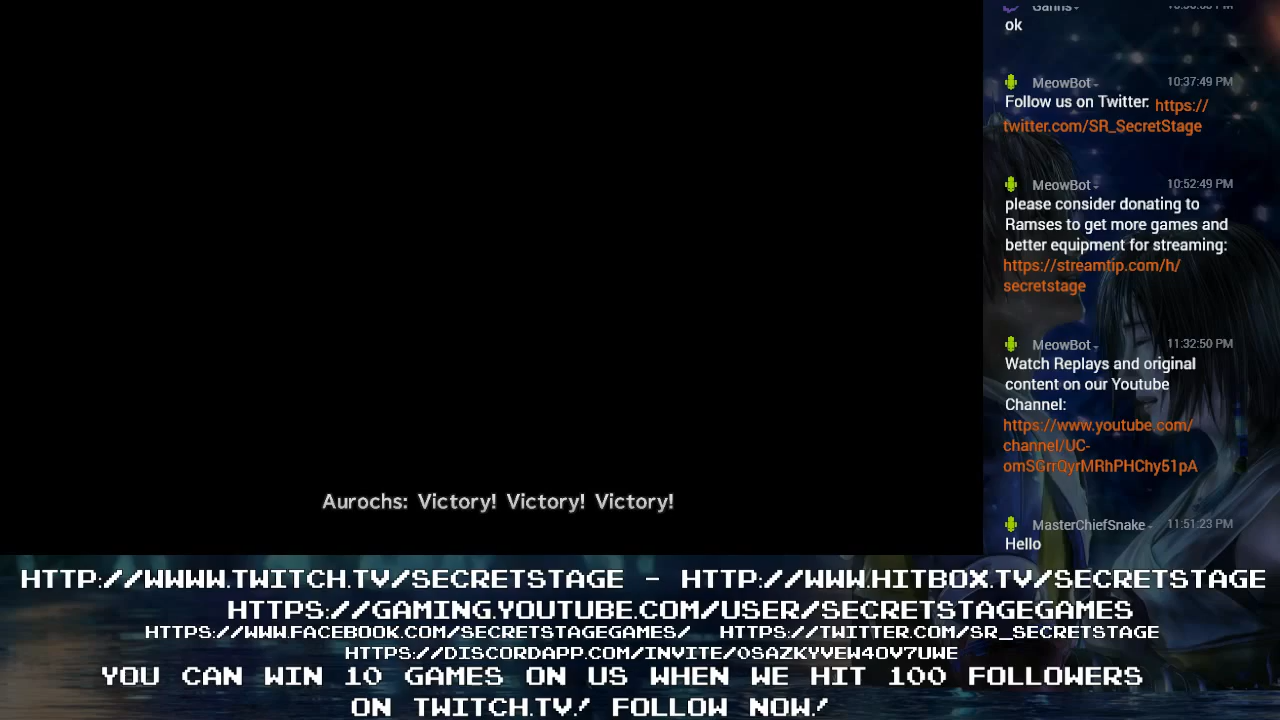 Ganns
ok
MeowBot 10:37:49 PM
Follow us on Twitter: https://
twitter.com/SR_SecretStage
MeowBot 10:52:49 PM
please consider donating to
Ramses to get more games and
better equipment for streaming:
https://streamtip.com/h/
secretstage
MeowBot 11:32:50 PM
Watch Replays and original
content on our Youtube
Channel:
https://www.youtube.com/
channel/UC-
omSGrrQyrMRhPHChy51pA
MasterChiefSnake 11:51:23 PM
Hello
Aurochs: Victory! Victory! Victory!
HTTP://WWWW.TWITCH.TV/SECRETSTAGE - HTTP://WWW.HITBOX.TV/SECRETSTAGE
HTTPS://GAMING.YOUTUBE.COM/USER/SECRETSTAGEGAMES
HTTPS://WWW.FACEBOOK.COM/SECRETSTAGEGAMES/ HTTPS://TWITTER.COM/SR_SECRETSTAGE
HTTPS://DISCORDAPP.COM/INVITE/0SAZKYVEW4OV7UWE
YOU CAN WIN 10 GAMES ON US WHEN WE HIT 100 FOLLOWERS
ON TWITCH.TV! FOLLOW NOW!